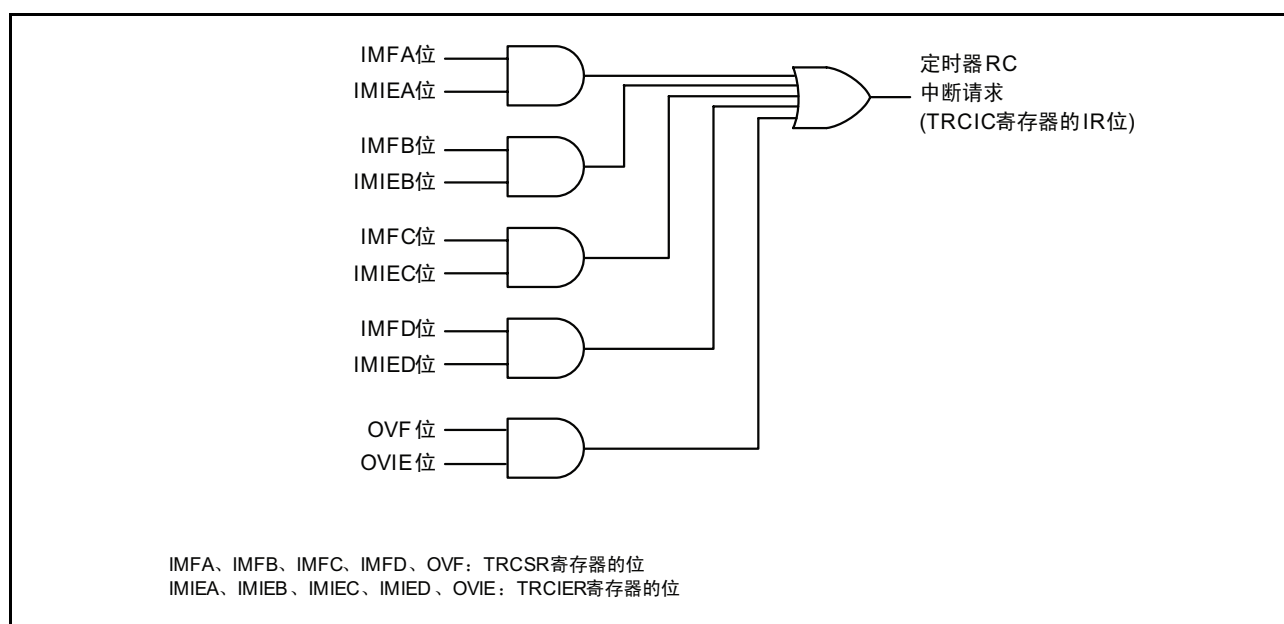 IMFA位
IMIEA位
IMFB位
IMIEB位
IMFC位
IMIEC位
IMFD位
IMIED位
OVF位
OVIE位
定时器RC
中断请求
(TRCIC寄存器的IR位)
IMFA、IMFB、IMFC、IMFD、OVF：TRCSR寄存器的位
IMIEA、IMIEB、IMIEC、IMIED、OVIE：TRCIER寄存器的位